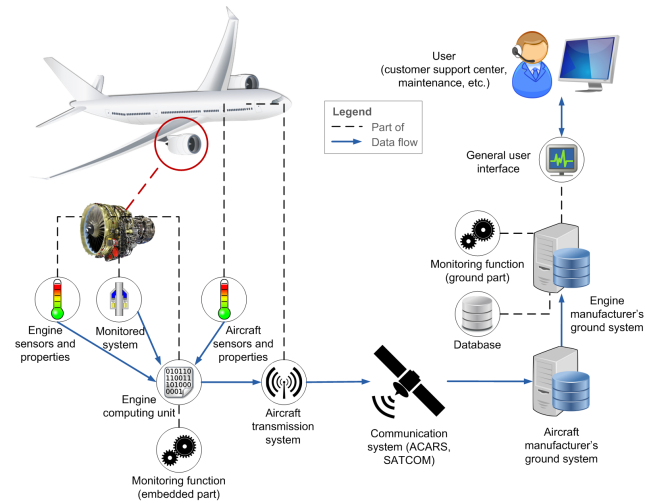 User
(customer support center,
maintenance, etc.)
Legend
Part of
Data flow
General user
interface
Monitoring function
(ground part)
Engine
manufacturer's
ground system
Database
Engine
sensors and
properties
Monitored
system
Aircraft
sensors and
properties
010110
110011
101000
0001
Engine
computing unit
Aircraft
transmission
system
Communication
system (ACARS,
SATCOM)
Aircraft
manufacturer's
ground system
Monitoring function
(embedded part)